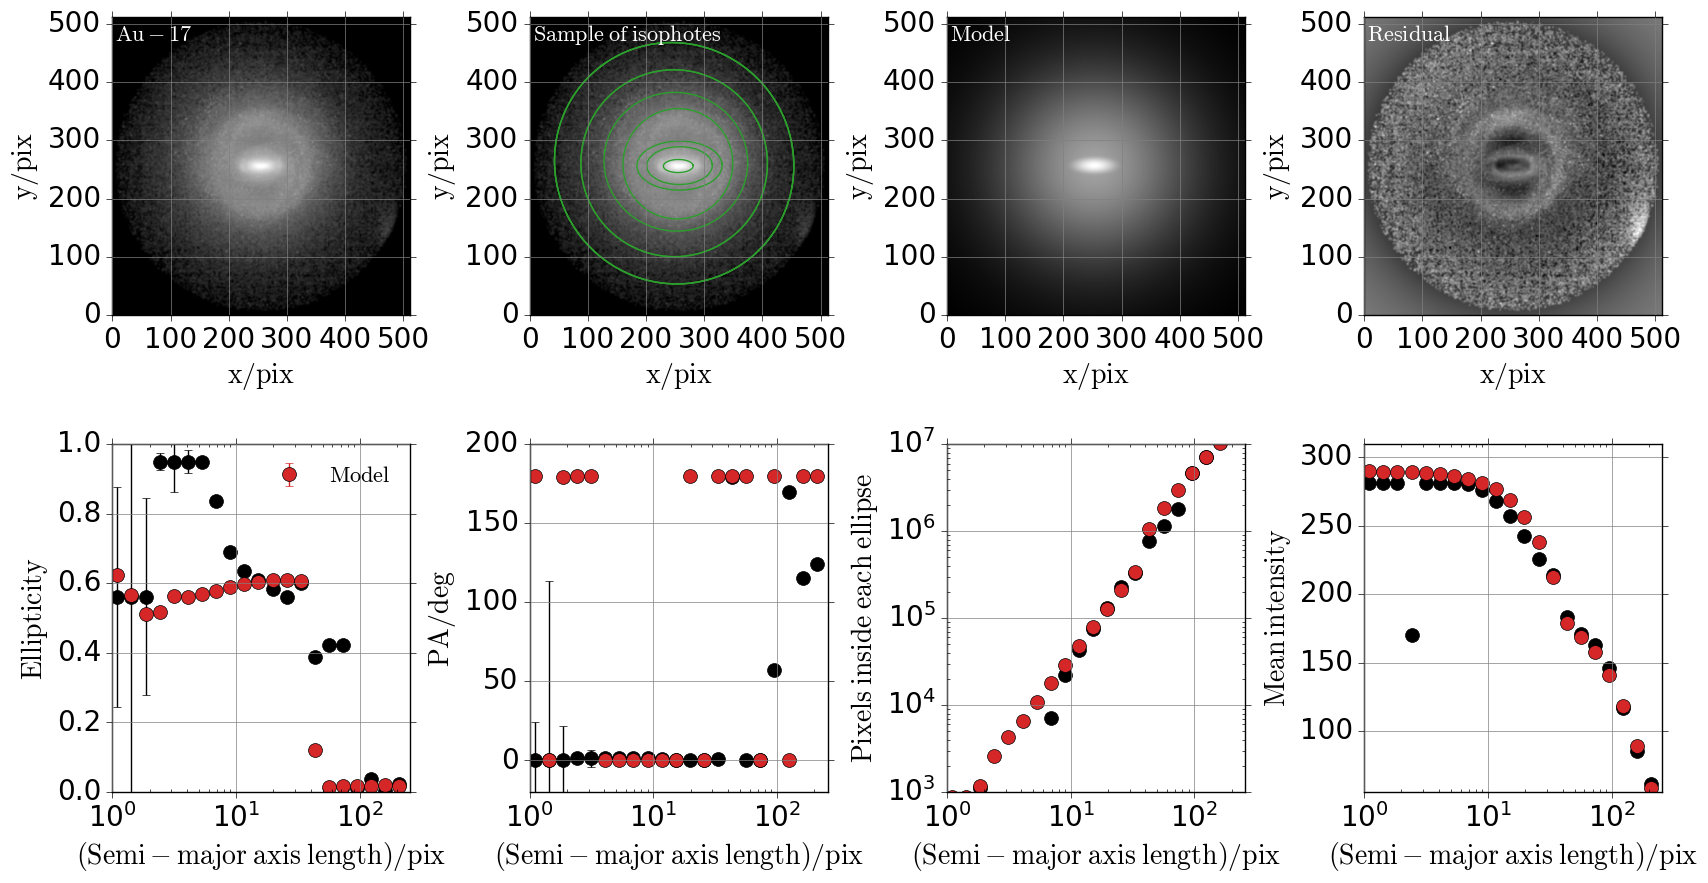 Au − 17
Sample of isophotes
Model
Residual
500
400
300
200
100
0
y/pix
0 100 200 300 400 500
x/pix
500
400
300
200
100
0
y/pix
0 100 200 300 400 500
x/pix
500
400
300
200
100
0
y/pix
0 100 200 300 400 500
x/pix
500
400
300
200
100
0
y/pix
0 100 200 300 400 500
x/pix
1.0
0.8
0.6
0.4
0.2
0.0
Ellipticity
Model
10^0 10^1 10^2
(Semi − major axis length)/pix
200
150
100
50
0
PA/deg
10^0 10^1 10^2
(Semi − major axis length)/pix
10^7
10^6
10^5
10^4
10^3
Pixels inside each ellipse
10^0 10^1 10^2
(Semi − major axis length)/pix
300
250
200
150
100
Mean intensity
10^0 10^1 10^2
(Semi − major axis length)/pix